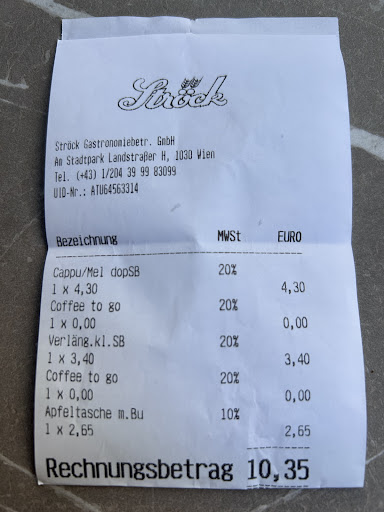 Ströck
Ströck Gastronomiebetr. GmbH
Am Stadtpark Landstraßer H, 1030 Wien
Tel. (+43) 1/204 39 99 83099
UID-Nr.: ATU64563314
Bezeichnung MWSt EURO
Cappu/Mel dopSB 20%
1 x 4,30 4,30
Coffee to go 20%
1 x 0,00 0,00
Verläng.kl.SB 20%
1 x 3,40 3,40
Coffee to go 20%
1 x 0,00 0,00
Apfeltasche m.Bu 10%
1 x 2,65 2,65
Rechnungsbetrag 10,35